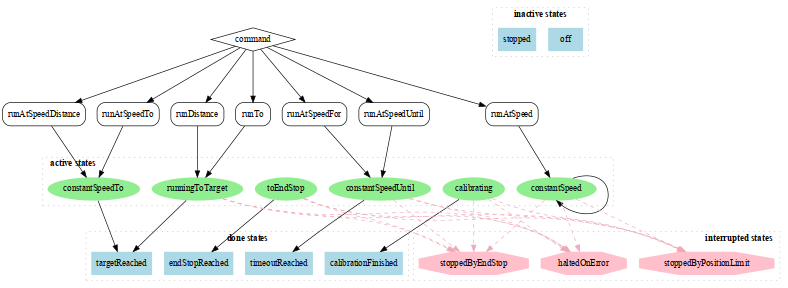 inactive states
stopped off
command
runAtSpeedDistance runAtSpeedTo runDistance runTo runAtSpeedFor runAtSpeedUntil runAtSpeed
active states
constantSpeedTo runningToTarget toEndStop constantSpeedUntil calibrating constantSpeed
done states interrupted states
targetReached endStopReached timeoutReached calibrationFinished stoppedByEndStop haltedOnError stoppedByPositionLimit